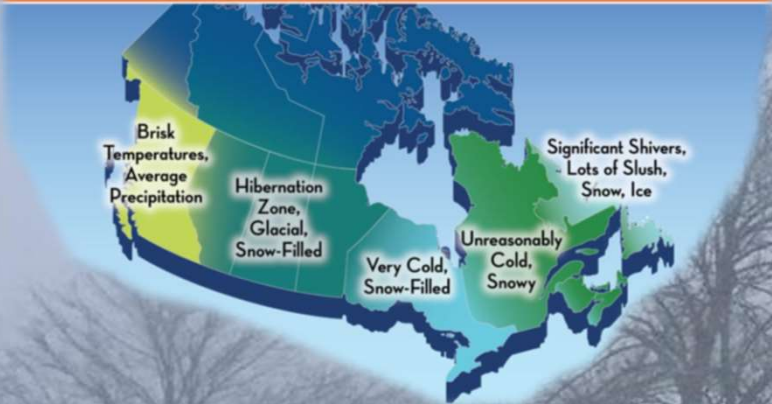 Brisk
Temperatures,
Average
Precipitation
Hibernation
Zone,
Glacial,
Snow-Filled
Very Cold,
Snow-Filled
Unreasonably
Cold,
Snowy
Significant Shivers,
Lots of Slush,
Snow, Ice